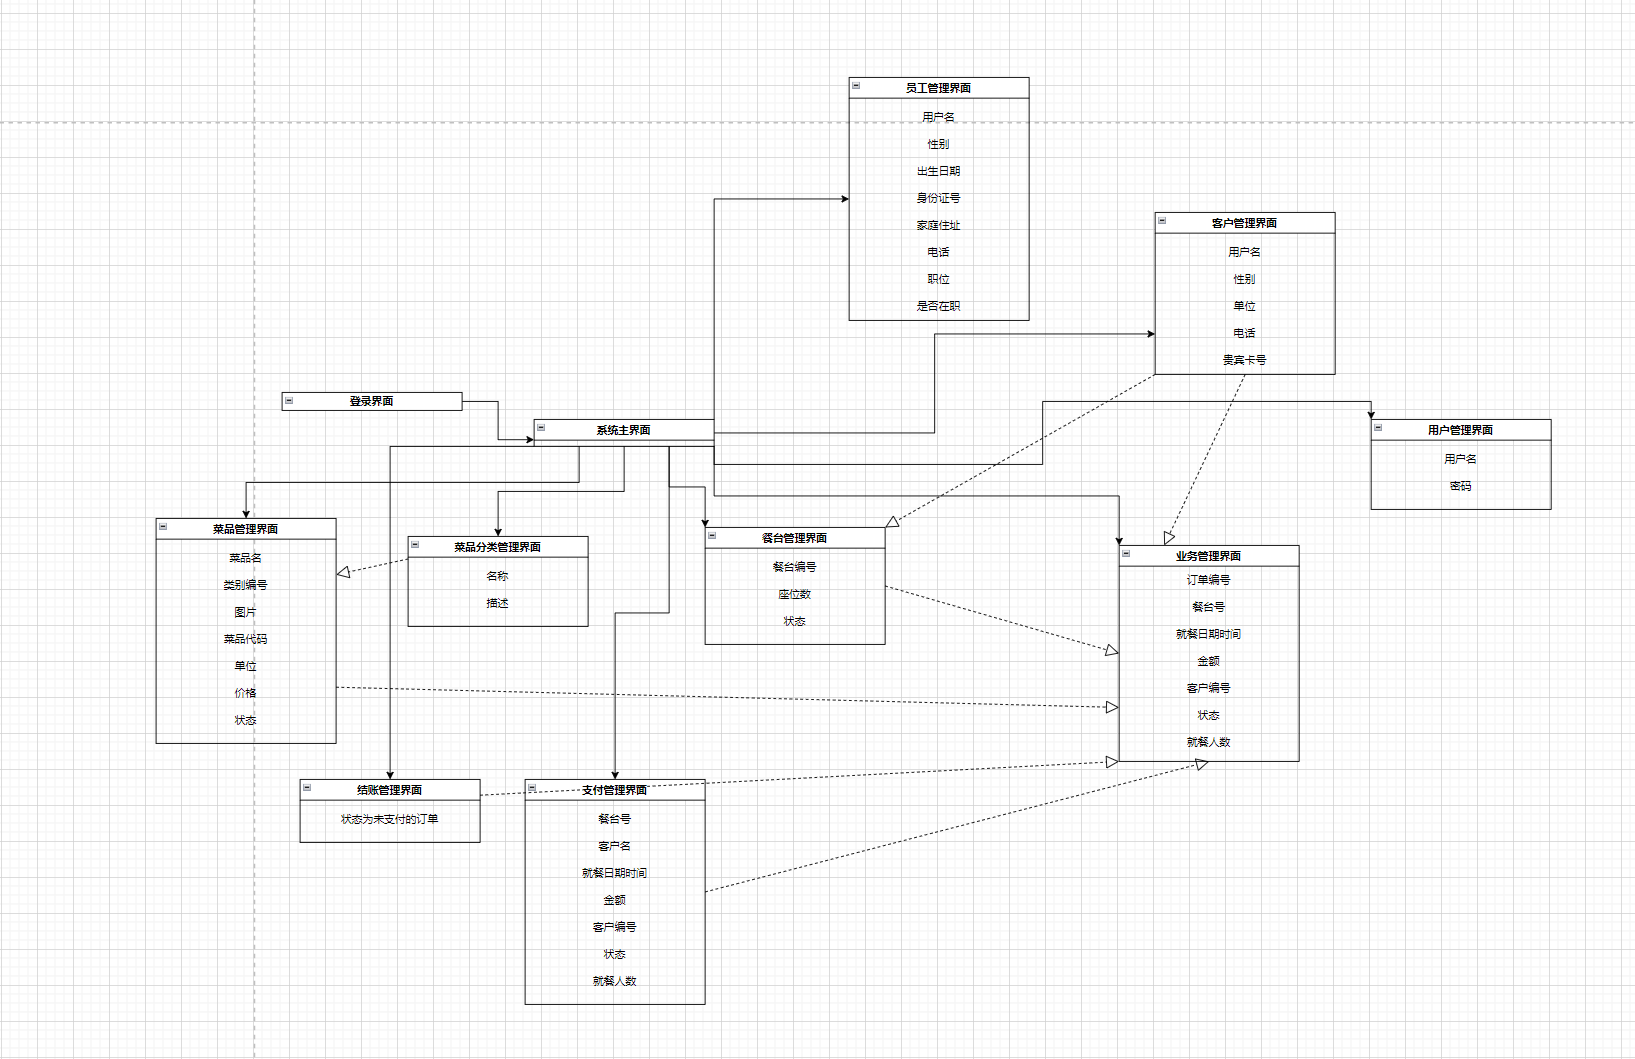 员工管理界面
用户名
性别
出生日期
身份证号
家庭住址
电话
职位
是否在职
客户管理界面
用户名
性别
单位
电话
贵宾卡号
登录界面
系统主界面
用户管理界面
用户名
密码
菜品管理界面
菜品名
类别编号
图片
菜品代码
单位
价格
状态
菜品分类管理界面
名称
描述
餐台管理界面
餐台编号
座位数
状态
业务管理界面
订单编号
餐台号
就餐日期时间
金额
客户编号
状态
就餐人数
结账管理界面
状态为未支付的订单
支付管理界面
餐台号
客户名
就餐日期时间
金额
客户编号
状态
就餐人数